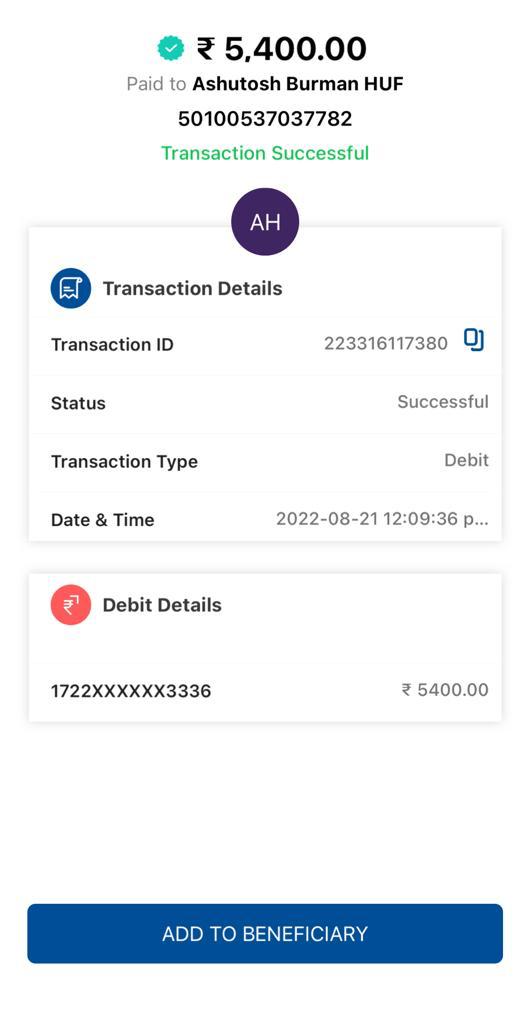 ₹ 5,400.00
Paid to Ashutosh Burman HUF
50100537037782
Transaction Successful
AH
Transaction Details
Transaction ID 223316117380
Status Successful
Transaction Type Debit
Date & Time 2022-08-21 12:09:36 p...
Debit Details
1722XXXXXX3336 ₹ 5400.00
ADD TO BENEFICIARY